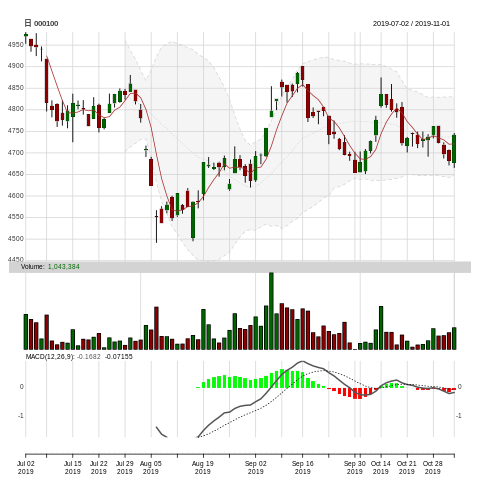 日 000100
2019-07-02 / 2019-11-01
4950
4900
4850
4800
4750
4700
4650
4600
4550
4500
4450
Volume: 1,043,384
MACD(12,26,9): -0.1682 -0.07155
0 0
-1 -1
Jul 02 Jul 15 Jul 22 Jul 29 Aug 05 Aug 19 Sep 02 Sep 16 Sep 30 Oct 14 Oct 21 Oct 28
2019 2019 2019 2019 2019 2019 2019 2019 2019 2019 2019 2019